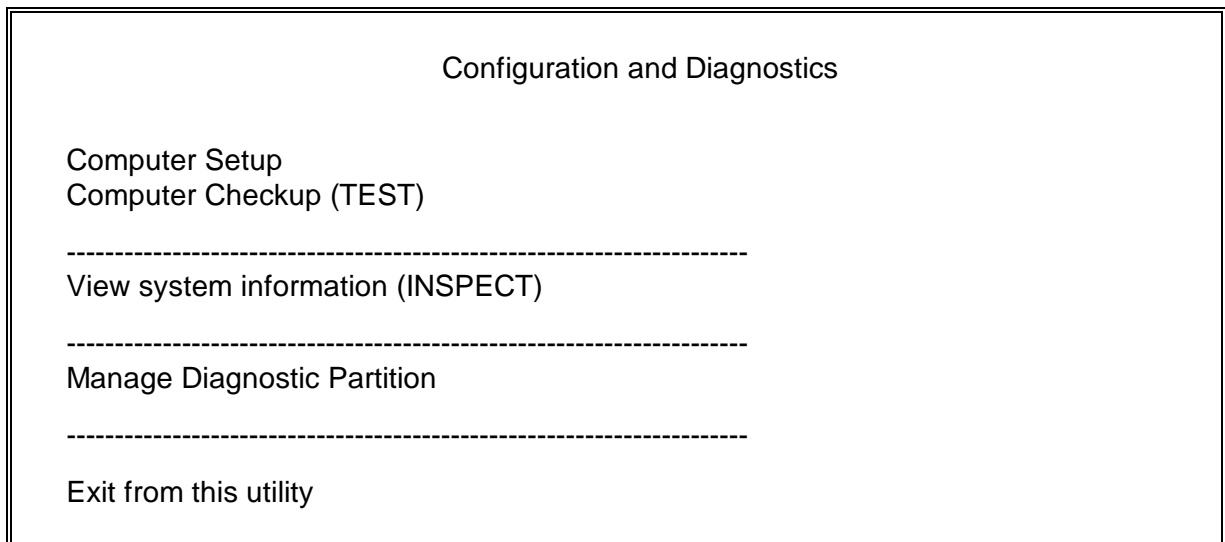 Configuration and Diagnostics
Computer Setup
Computer Checkup (TEST)
-----------------------------------------------------------------------
View system information (INSPECT)
-----------------------------------------------------------------------
Manage Diagnostic Partition
-----------------------------------------------------------------------
Exit from this utility